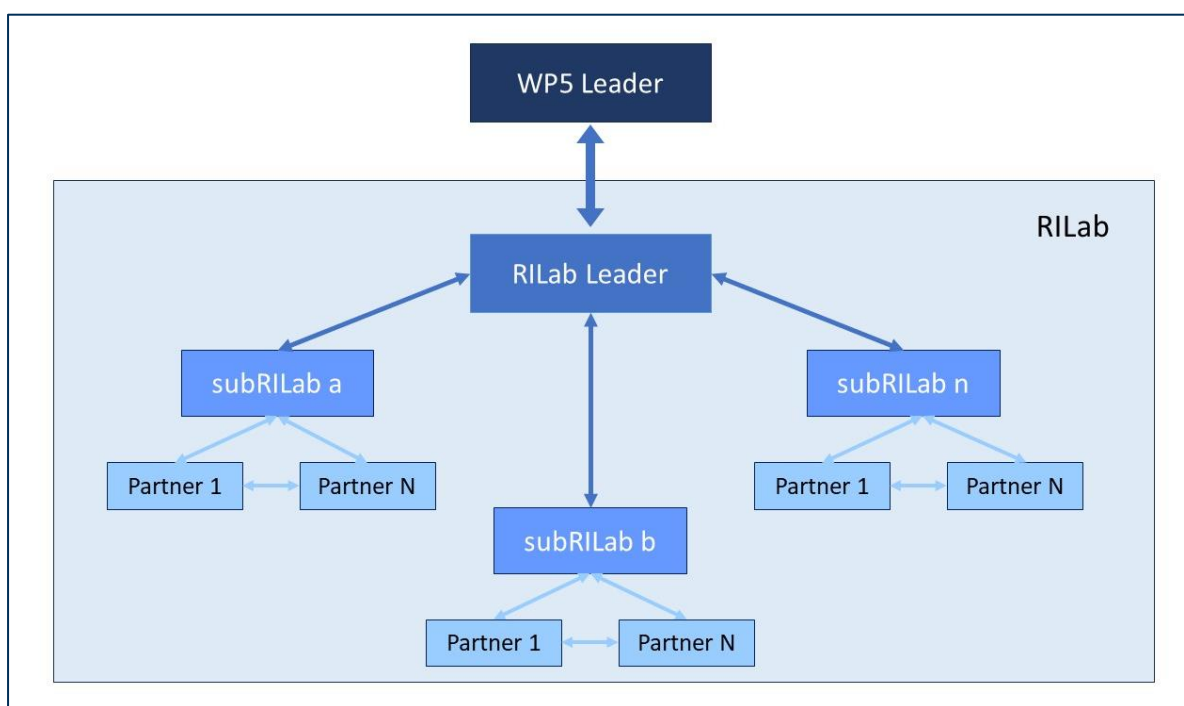 WP5 Leader
RILab
RILab Leader
subRILab a
subRILab n
Partner 1
Partner N
Partner 1
Partner N
subRILab b
Partner 1
Partner N